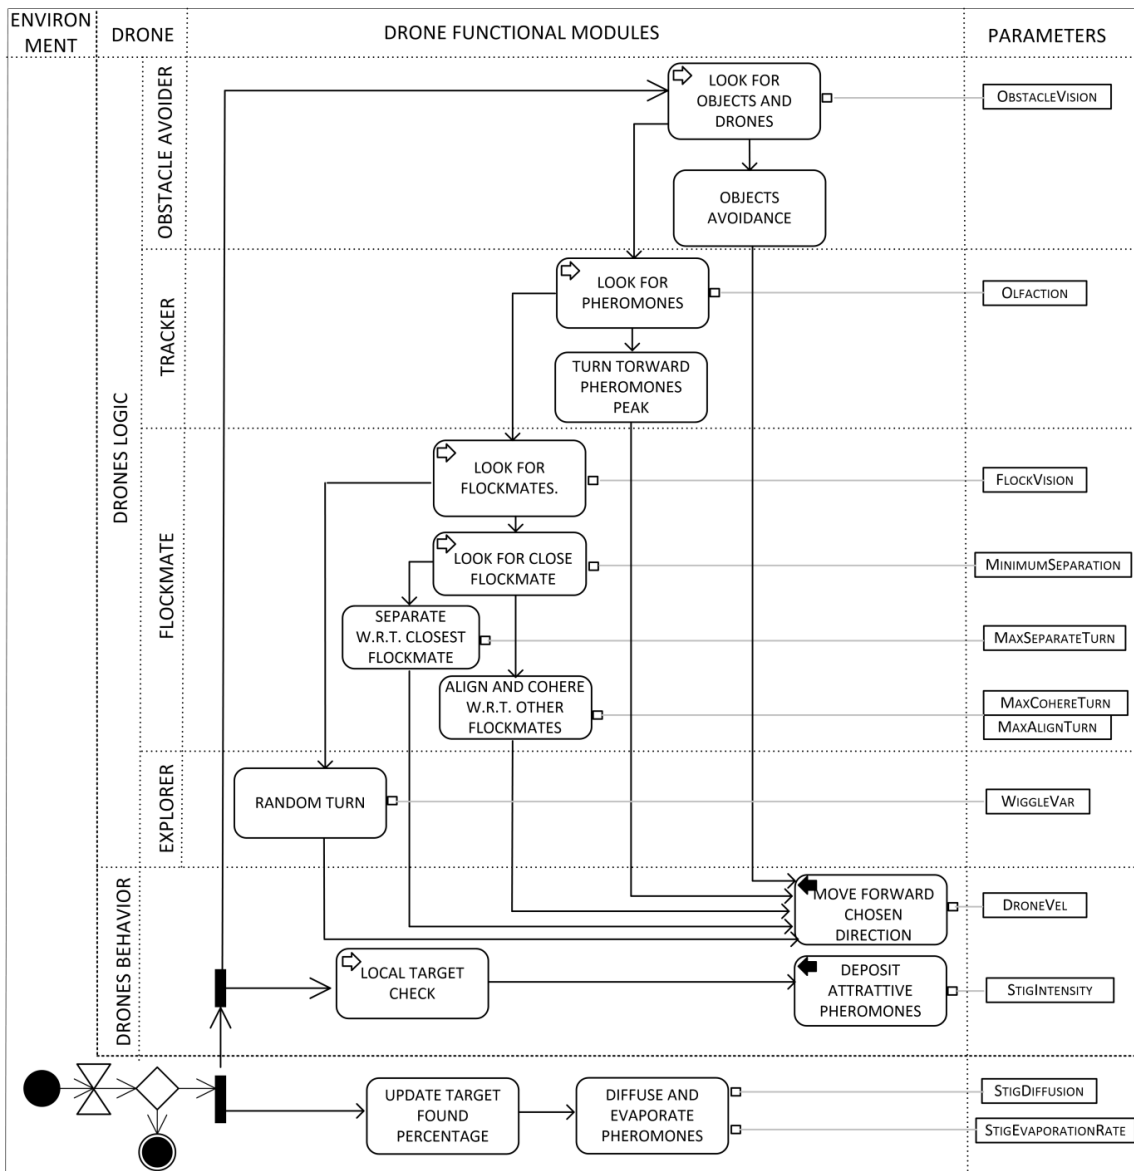 ENVIRON
MENT
DRONE
DRONE FUNCTIONAL MODULES
PARAMETERS
DRONES LOGIC
OBSTACLE AVOIDER
LOOK FOR
OBJECTS AND
DRONES
OBSTACLEVISION
OBJECTS
AVOIDANCE
TRACKER
LOOK FOR
PHEROMONES
OLFACTION
TURN TORWARD
PHEROMONES
PEAK
FLOCKMATE
LOOK FOR
FLOCKMATES.
FLOCKVISION
LOOK FOR CLOSE
FLOCKMATE
MINIMUMSEPARATION
SEPARATE
W.R.T. CLOSEST
FLOCKMATE
MAXSEPARATETURN
ALIGN AND COHERE
W.R.T. OTHER
FLOCKMATES
MAXCOHERETURN
MAXALIGNTURN
EXPLORER
RANDOM TURN
WIGGLEVAR
DRONES BEHAVIOR
MOVE FORWARD
CHOSEN
DIRECTION
DRONEVEL
LOCAL TARGET
CHECK
DEPOSIT
ATTRATTIVE
PHEROMONES
STIGINTENSITY
UPDATE TARGET
FOUND
PERCENTAGE
DIFFUSE AND
EVAPORATE
PHEROMONES
STIGDIFFUSION
STIGEVAPORATIONRATE